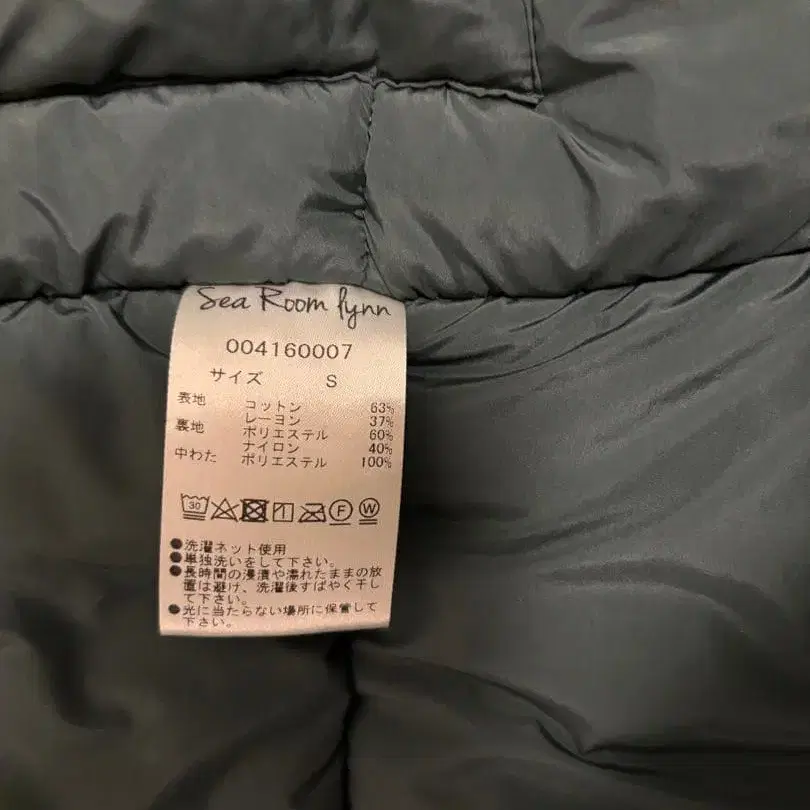 Sea Room lynn
004160007
サイズ S
表地 コットン 63%
レーヨン 37%
裏地 ポリエステル 60%
ナイロン 40%
中わた ポリエステル 100%
30 F W
●洗濯ネット使用
●単独洗いをして下さい。
●長時間の浸漬や濡れたままの放
置は避け、洗濯後すばやく干し
て下さい。
●光に当たらない場所に保管して
下さい。